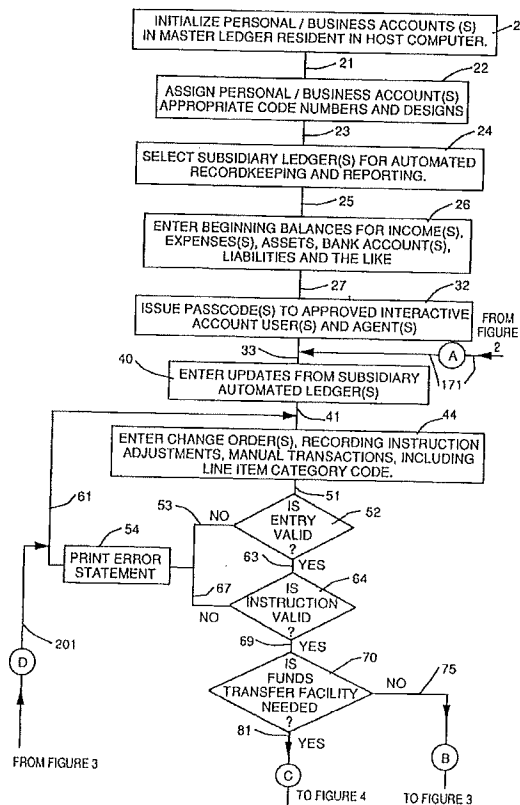 INITIALIZE PERSONAL / BUSINESS ACCOUNTS (S)
IN MASTER LEDGER RESIDENT IN HOST COMPUTER.
2
21
22
ASSIGN PERSONAL / BUSINESS ACCOUNT(S)
APPROPRIATE CODE NUMBERS AND DESIGNS
23
24
SELECT SUBSIDIARY LEDGER(S) FOR AUTOMATED
RECORDKEEPING AND REPORTING.
25
26
ENTER BEGINNING BALANCES FOR INCOME(S),
EXPENSES(S), ASSETS, BANK ACCOUNT(S),
LIABILITIES AND THE LIKE
27
32
ISSUE PASSCODE(S) TO APPROVED INTERACTIVE
ACCOUNT USER(S) AND AGENT(S)
FROM
FIGURE
2
A
33
171
40
ENTER UPDATES FROM SUBSIDIARY
AUTOMATED LEDGER(S)
41
44
ENTER CHANGE ORDER(S), RECORDING INSTRUCTION
ADJUSTMENTS, MANUAL TRANSACTIONS, INCLUDING
LINE ITEM CATEGORY CODE.
51
61
53
NO
IS
ENTRY
VALID
?
52
54
PRINT ERROR
STATEMENT
63
YES
64
67
NO
IS
INSTRUCTION
VALID
?
69
YES
70
201
D
FROM FIGURE 3
IS
FUNDS
TRANSFER FACILITY
NEEDED
?
NO
75
81
YES
C
TO FIGURE 4
B
TO FIGURE 3